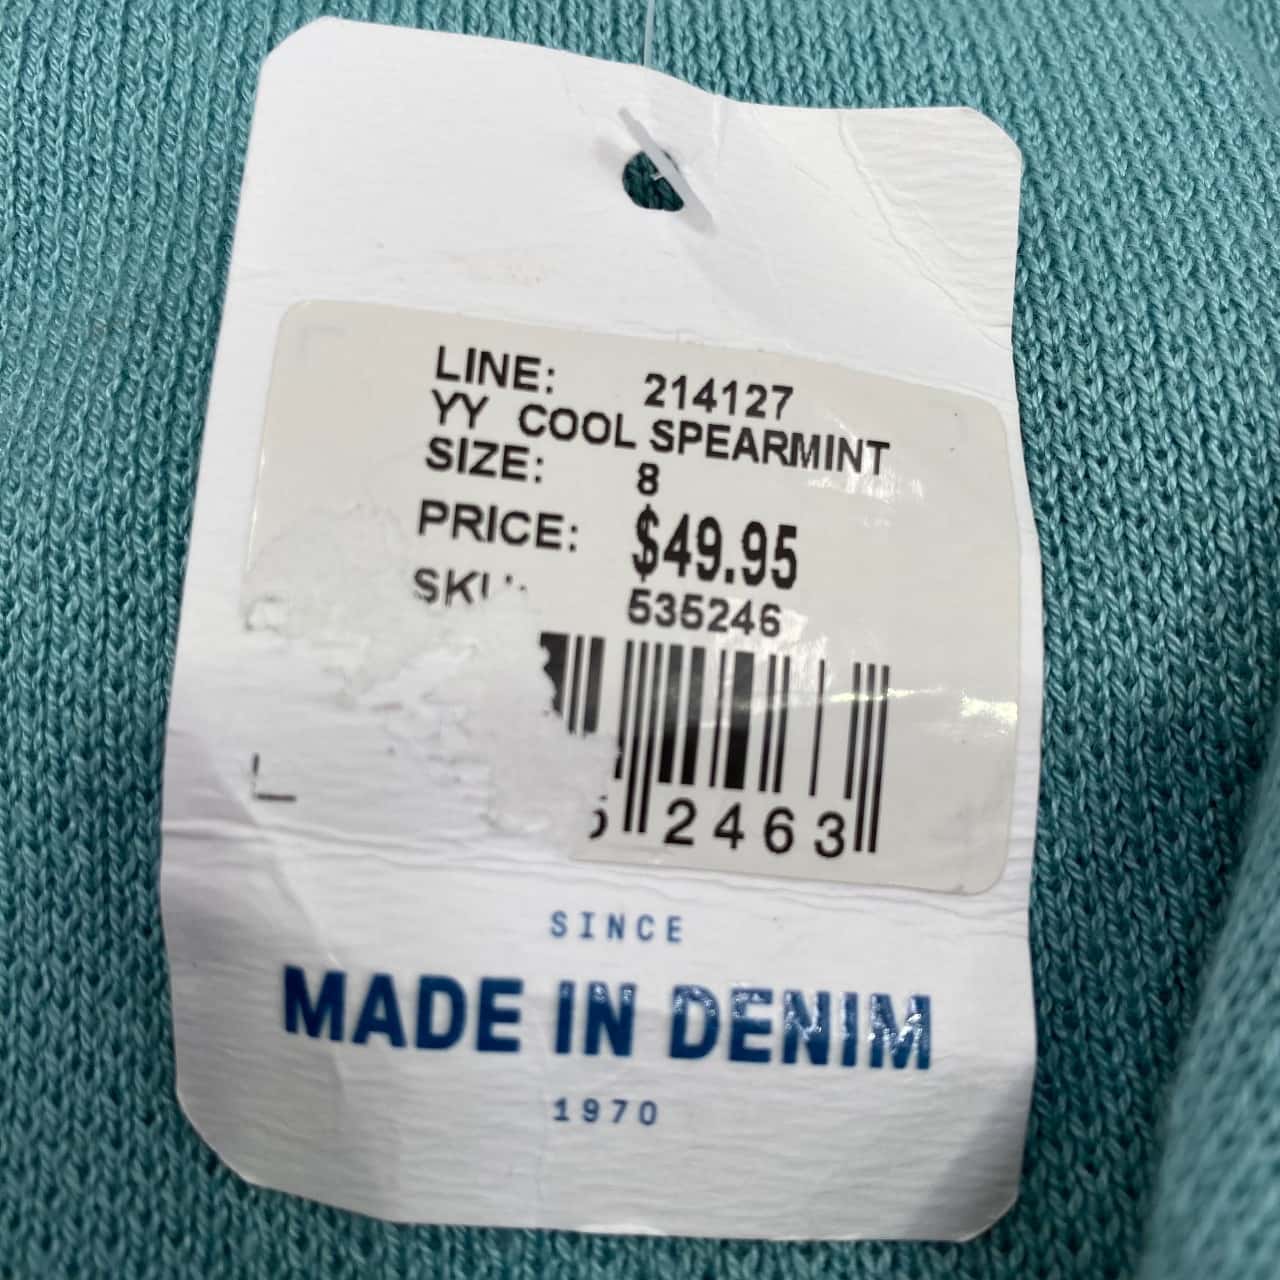 LINE: 214127
YY COOL SPEARMINT
SIZE: 8
PRICE: $49.95
535246
2463
SINCE
MADE IN DENIM
1970